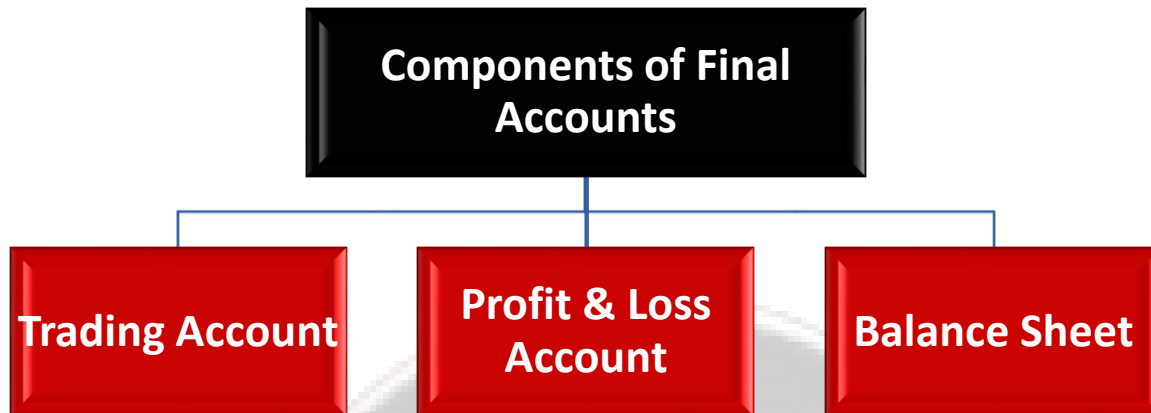 Components of Final
Accounts
Trading Account
Profit & Loss
Account
Balance Sheet